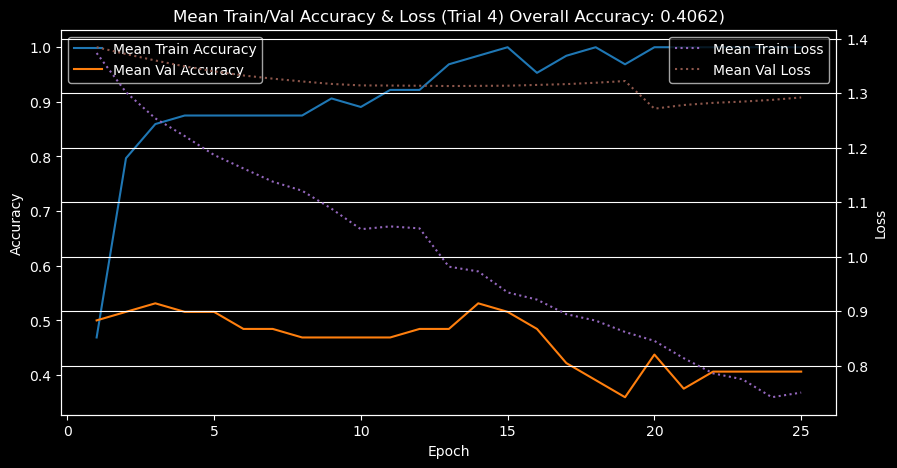 Mean Train/Val Accuracy & Loss (Trial 4) Overall Accuracy: 0.4062)
Mean Train Accuracy
Mean Val Accuracy
Mean Train Loss
Mean Val Loss
Accuracy
1.0
0.9
0.8
0.7
0.6
0.5
0.4
1.4
1.3
1.2
1.1
1.0
0.9
0.8
Loss
0
5
10
15
20
25
Epoch